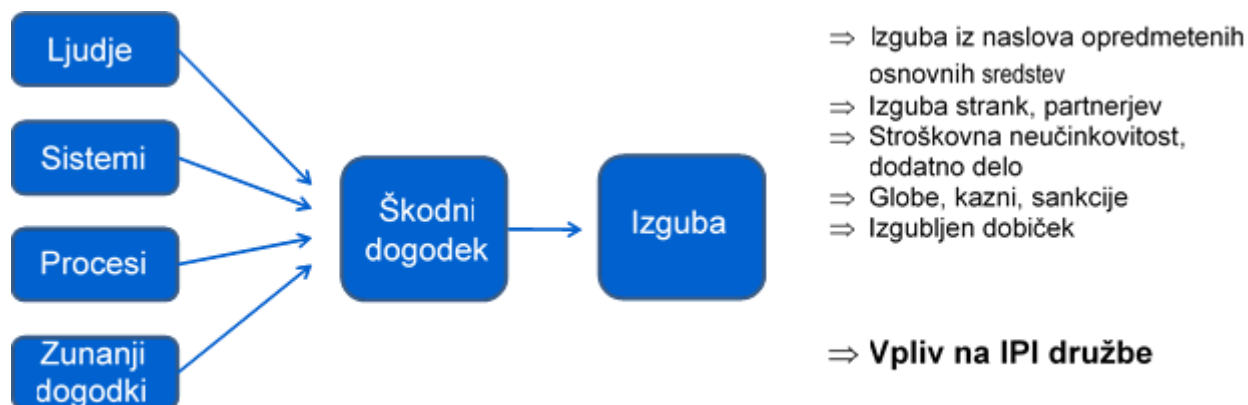 Ljudje
Sistemi
Procesi
Zunanji
dogodki
Škodni
dogodek
Izguba
⇒ Izguba iz naslova opredmetenih
osnovnih sredstev
⇒ Izguba strank, partnerjev
⇒ Stroškovna neučinkovitost,
dodatno delo
⇒ Globe, kazni, sankcije
⇒ Izgubljen dobiček
⇒ Vpliv na IPI družbe